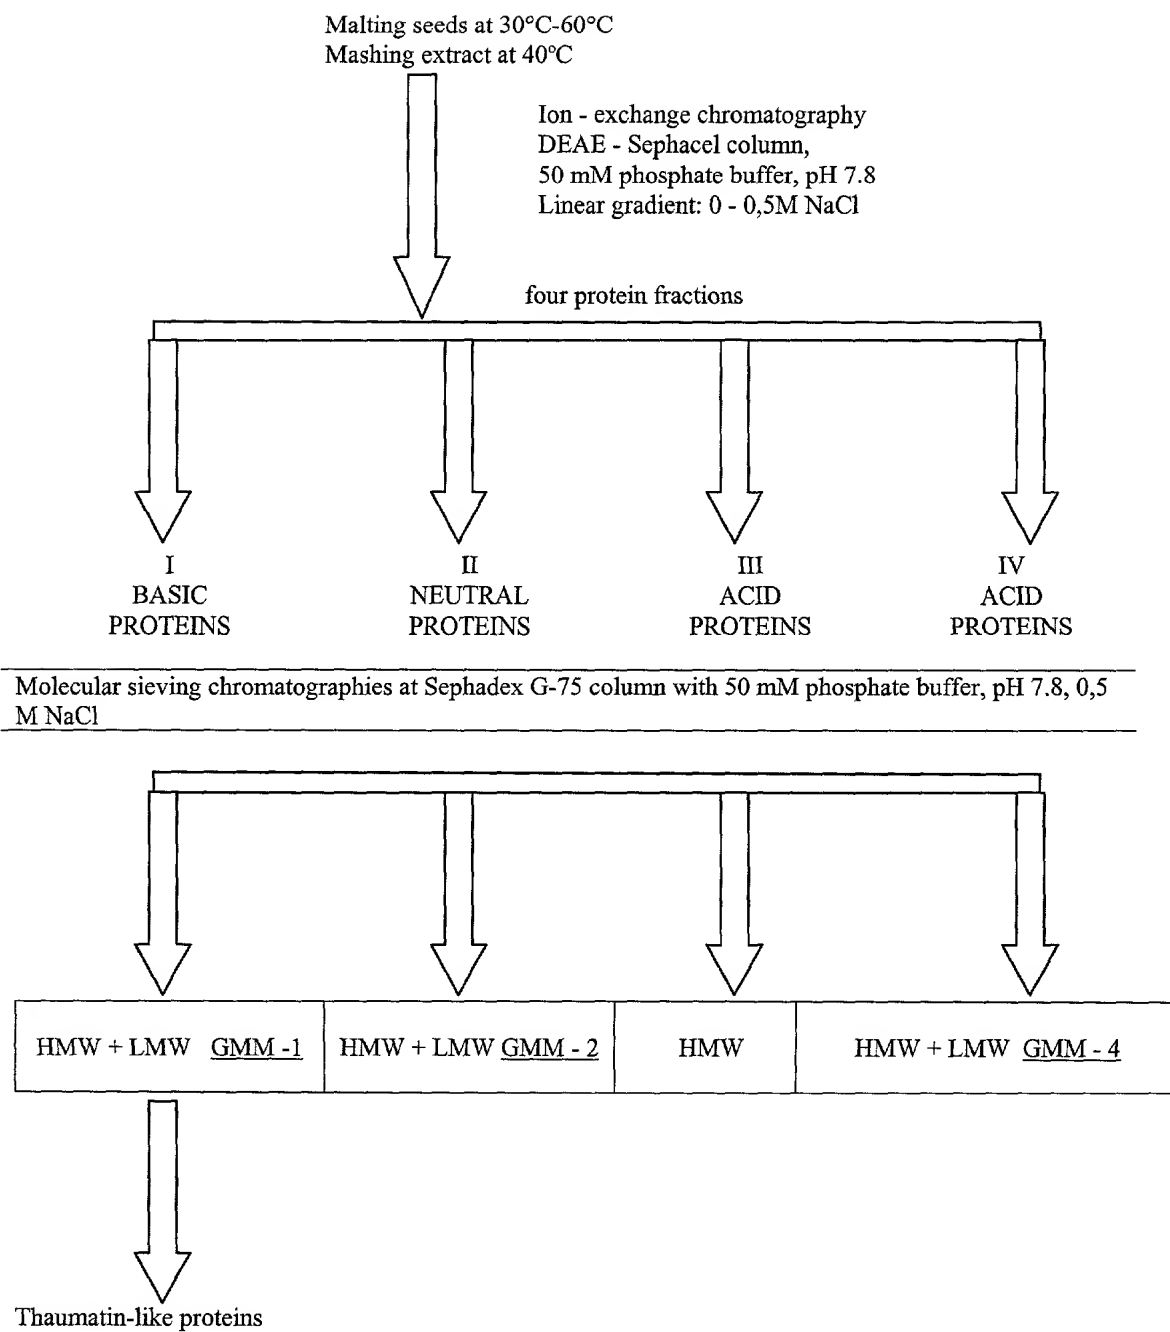 Malting seeds at 30°C-60°C
Mashing extract at 40°C
Ion - exchange chromatography
DEAE - Sephacel column,
50 mM phosphate buffer, pH 7.8
Linear gradient: 0 - 0,5M NaCl
four protein fractions
I II III IV
BASIC NEUTRAL ACID ACID
PROTEINS PROTEINS PROTEINS PROTEINS
Molecular sieving chromatographies at Sephadex G-75 column with 50 mM phosphate buffer, pH 7.8, 0,5
M NaCl
HMW + LMW GMM -1 HMW + LMW GMM - 2 HMW HMW + LMW GMM - 4
Thaumatin-like proteins